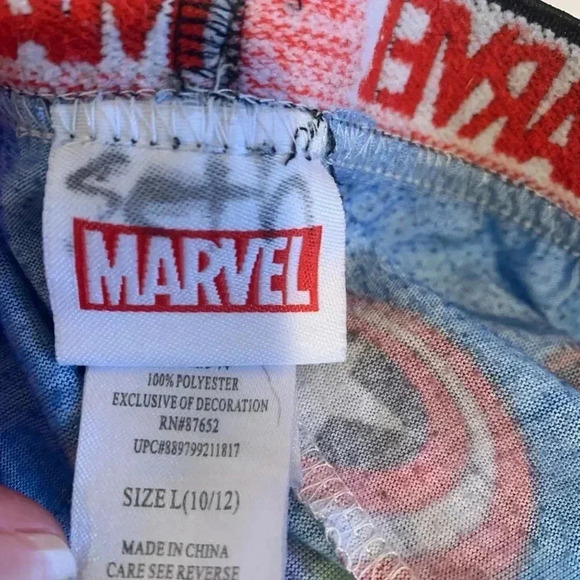 MARVEL
100% POLYESTER
EXCLUSIVE OF DECORATION
RN#87652
UPC#889799211817
SIZE L(10/12)
MADE IN CHINA
CARE SEE REVERSE